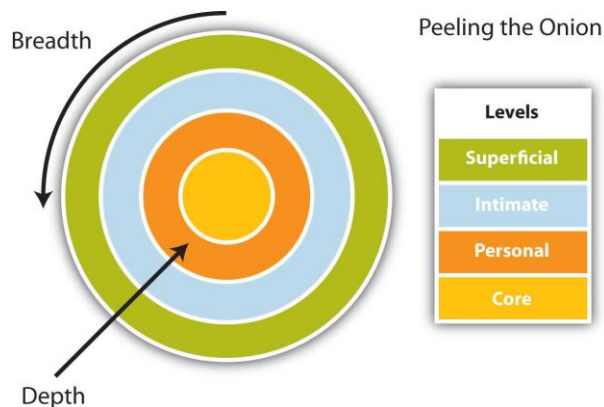 Peeling the Onion
Breadth
Levels
Superficial
Intimate
Personal
Core
Depth